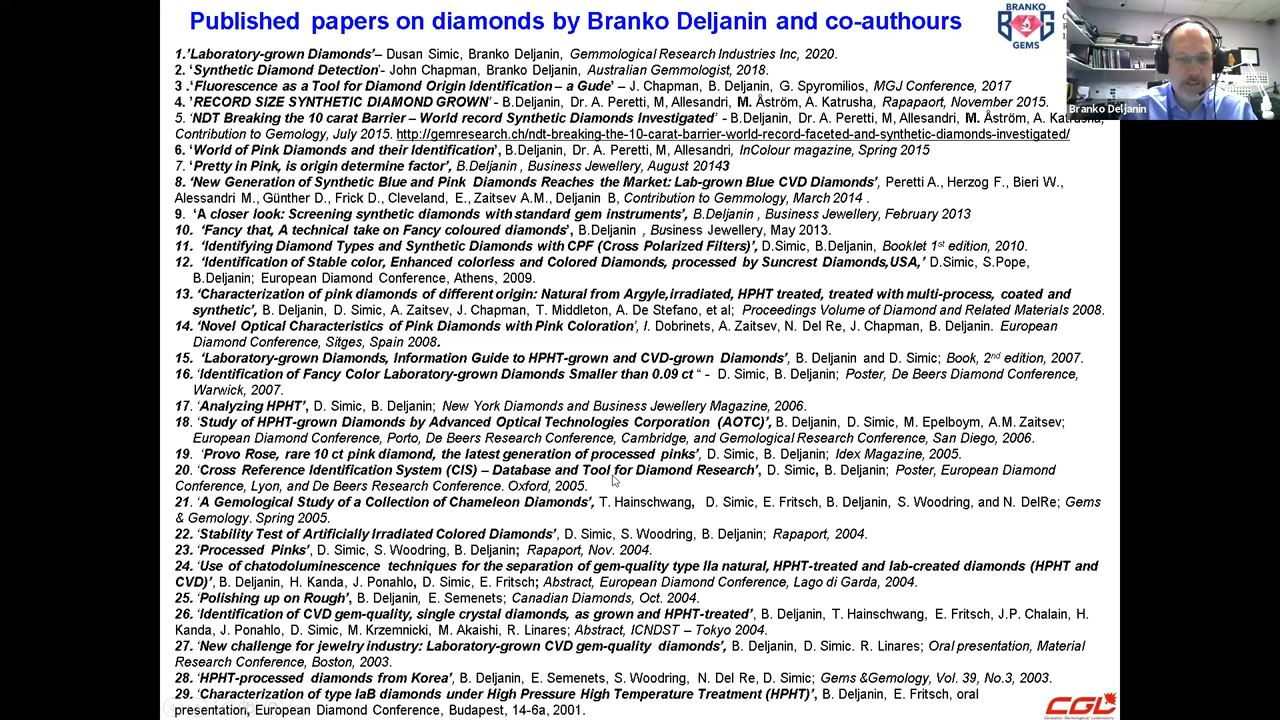 Published papers on diamonds by Branko Deljanin and co-authours
BRANKO
GEMS
Branko Deljanin
1.'Laboratory-grown Diamnds'– Dusan Simic, Branko Deljanin, Gemmological Research Industries Inc, 2020.
2. 'Synthetic Diamond Detection'- John Chapman, Branko Deljanin, Australian Gemmologist, 2018.
3 .'Fluorescence as a Tool for Diamond Origin Identification – a Gude' – J. Chapman, B. Deljanin, G. Spyromilios, MGJ Conference, 2017
4. 'RECORD SIZE SYNTHETIC DIAMOND GROWN' - B.Deljanin, Dr. A. Peretti, M, Allesandri, M. Åström, A. Katrusha, Rapapaort, November 2015.
5. 'NDT Breaking the 10 carat Barrier – World record Synthetic Diamonds Investigated' - B.Deljanin, Dr. A. Peretti, M, Allesandri, M. Åström, A. Katrusha,
Contribution to Gemology, July 2015. http://gemresearch.ch/ndt-breaking-the-10-carat-barrier-world-record-faceted-and-synthetic-diamonds-investigated/
6. 'World of Pink Diamonds and their Identification', B.Deljanin, Dr. A. Peretti, M, Allesandri, InColour magazine, Spring 2015
7. 'Pretty in Pink, is origin determine factor', B.Deljanin , Business Jewellery, August 20143
8. 'New Generation of Synthetic Blue and Pink Diamonds Reaches the Market: Lab-grown Blue CVD Diamonds', Peretti A., Herzog F., Bieri W.,
Alessandri M., Günther D., Frick D., Cleveland, E., Zaitsev A.M., Deljanin B, Contribution to Gemmology, March 2014 .
9. 'A closer look: Screening synthetic diamonds with standard gem instruments', B.Deljanin , Business Jewellery, February 2013
10. 'Fancy that, A technical take on Fancy coloured diamonds', B.Deljanin , Business Jewellery, May 2013.
11. 'Identifying Diamond Types and Synthetic Diamonds with CPF (Cross Polarized Filters)', D.Simic, B.Deljanin, Booklet 1st edition, 2010.
12. 'Identification of Stable color, Enhanced colorless and Colored Diamonds, processed by Suncrest Diamonds,USA,' D.Simic, S.Pope,
B.Deljanin; European Diamond Conference, Athens, 2009.
13. 'Characterization of pink diamonds of different origin: Natural from Argyle,irradiated, HPHT treated, treated with multi-process, coated and
synthetic', B. Deljanin, D. Simic, A. Zaitsev, J. Chapman, T. Middleton, A. De Stefano, et al; Proceedings Volume of Diamond and Related Materials 2008.
14. 'Novel Optical Characteristics of Pink Diamonds with Pink Coloration', I. Dobrinets, A. Zaitsev, N. Del Re, J. Chapman, B. Deljanin. European
Diamond Conference, Sitges, Spain 2008.
15. 'Laboratory-grown Diamonds, Information Guide to HPHT-grown and CVD-grown Diamonds', B. Deljanin and D. Simic; Book, 2nd edition, 2007.
16. 'Identification of Fancy Color Laboratory-grown Diamonds Smaller than 0.09 ct “ - D. Simic, B. Deljanin; Poster, De Beers Diamond Conference,
Warwick, 2007.
17. 'Analyzing HPHT', D. Simic, B. Deljanin; New York Diamonds and Business Jewellery Magazine, 2006.
18. 'Study of HPHT-grown Diamonds by Advanced Optical Technologies Corporation (AOTC)', B. Deljanin, D. Simic, M. Epelboym, A.M. Zaitsev;
European Diamond Conference, Porto, De Beers Research Conference, Cambridge, and Gemological Research Conference, San Diego, 2006.
19. 'Provo Rose, rare 10 ct pink diamond, the latest generation of processed pinks', D. Simic, B. Deljanin; Idex Magazine, 2005.
20. 'Cross Reference Identification System (CIS) – Database and Tool for Diamond Research', D. Simic, B. Deljanin; Poster, European Diamond
Conference, Lyon, and De Beers Research Conference. Oxford, 2005.
21. 'A Gemological Study of a Collection of Chameleon Diamonds', T. Hainschwang, D. Simic, E. Fritsch, B. Deljanin, S. Woodring, and N. DelRe; Gems
& Gemology. Spring 2005.
22. 'Stability Test of Artificially Irradiated Colored Diamonds', D. Simic, S. Woodring, B. Deljanin; Rapaport, 2004.
23. 'Processed Pinks', D. Simic, S. Woodring, B. Deljanin; Rapaport, Nov. 2004.
24. 'Use of chatodoluminescence techniques for the separation of gem-quality type IIa natural, HPHT-treated and lab-created diamonds (HPHT and
CVD)', B. Deljanin, H. Kanda, J. Ponahlo, D. Simic, E. Fritsch; Abstract, European Diamond Conference, Lago di Garda, 2004.
25. 'Polishing up on Rough', B. Deljanin, E. Semenets; Canadian Diamonds, Oct. 2004.
26. 'Identification of CVD gem-quality, single crystal diamonds, as grown and HPHT-treated', B. Deljanin, T. Hainschwang, E. Fritsch, J.P. Chalain, H.
Kanda, J. Ponahlo, D. Simic, M. Krzemnicki, M. Akaishi, R. Linares; Abstract, ICNDST – Tokyo 2004.
27. 'New challenge for jewelry industry: Laboratory-grown CVD gem-quality diamonds', B. Deljanin, D. Simic. R. Linares; Oral presentation, Material
Research Conference, Boston, 2003.
28. 'HPHT-processed diamonds from Korea', B. Deljanin, E. Semenets, S. Woodring, N. Del Re, D. Simic; Gems &Gemology, Vol. 39, No.3, 2003.
29. 'Characterization of type IaB diamonds under High Pressure High Temperature Treatment (HPHT)', B. Deljanin, E. Fritsch, oral
presentation, European Diamond Conference, Budapest, 14-6a, 2001.
CGL